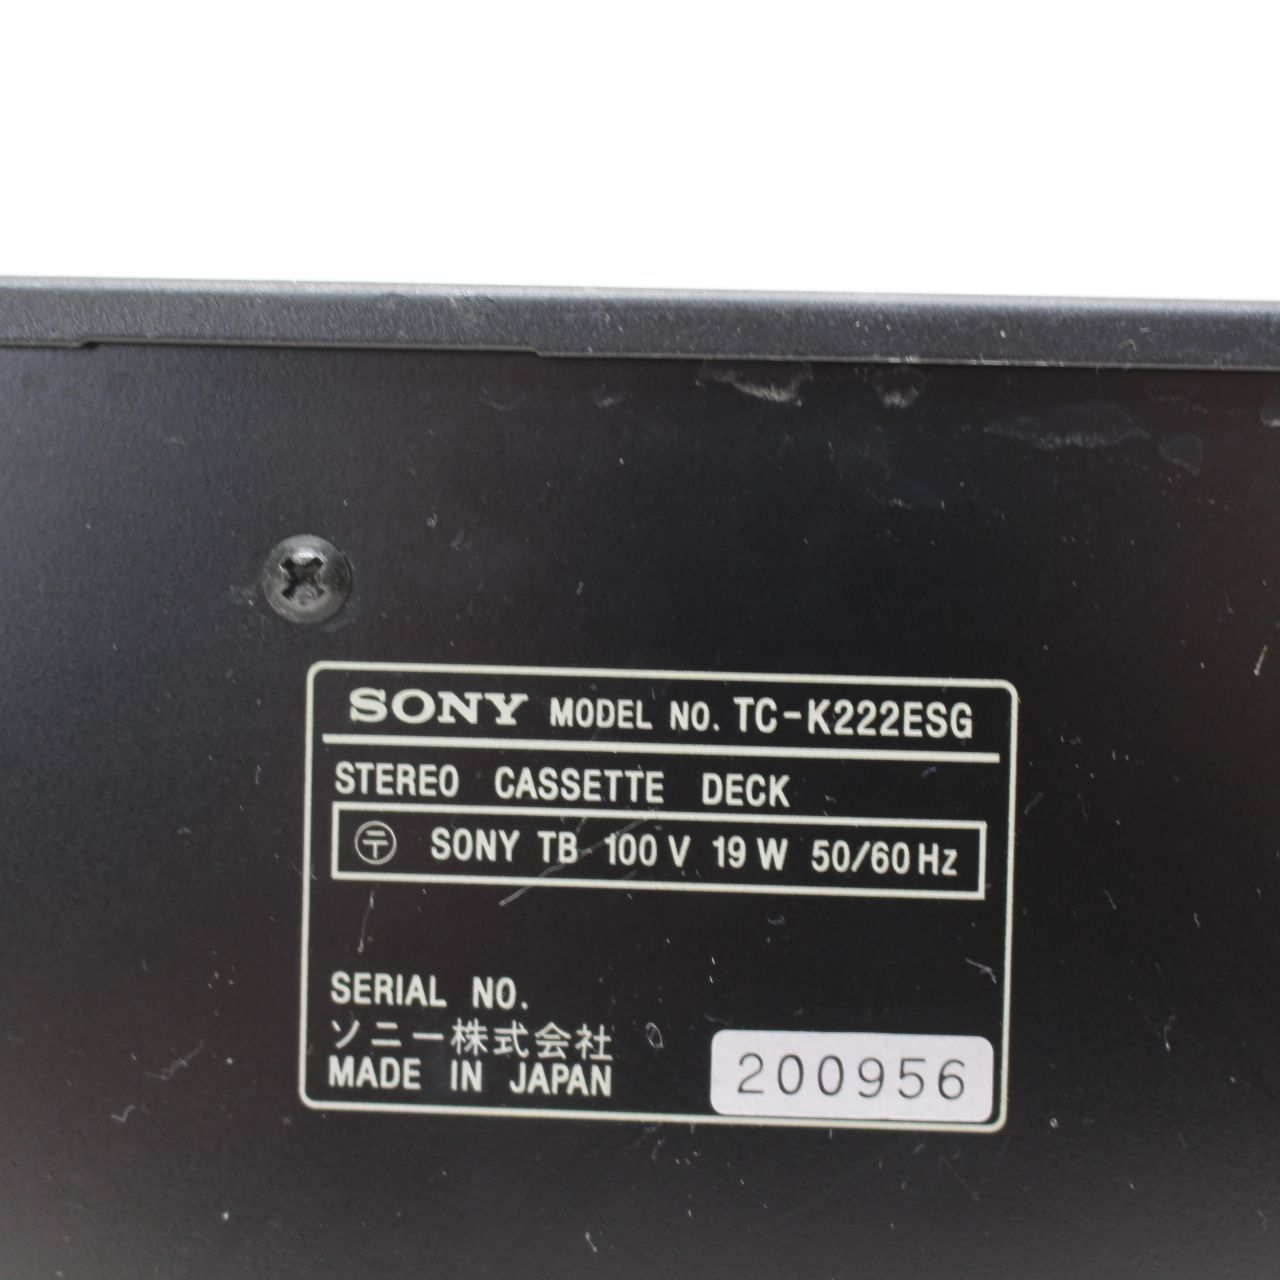 SONY MODEL NO. TC-K222ESG
STEREO CASSETTE DECK
〶 SONY TB 100 V 19 W 50/60 Hz
SERIAL NO.
ソニー株式会社
MADE IN JAPAN
200956